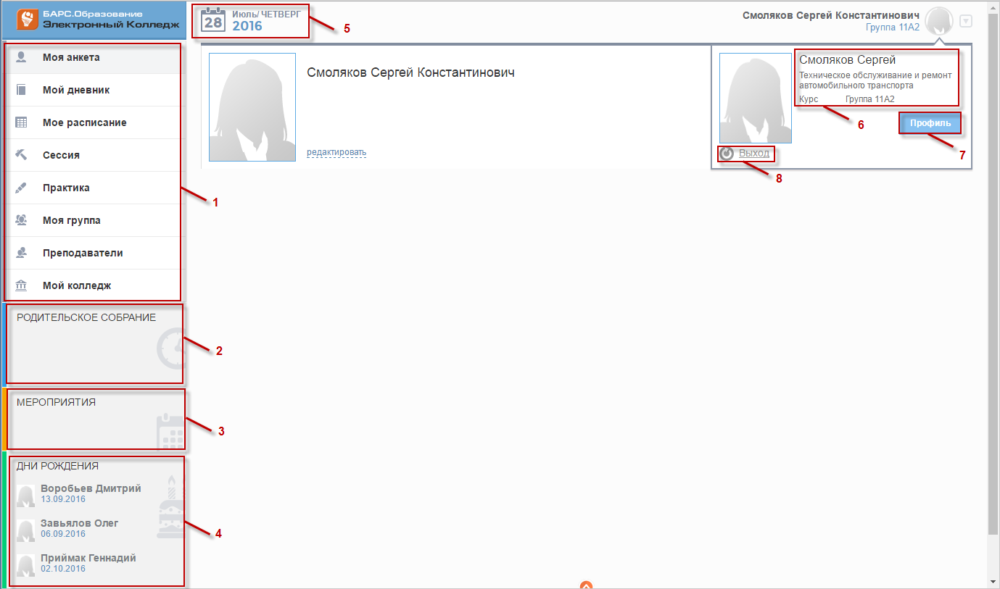 БАРС.Образование
Электронный Колледж
Моя анкета
Мой дневник
Мое расписание
Сессия
Практика
Моя группа
Преподаватели
Мой колледж
1
РОДИТЕЛЬСКОЕ СОБРАНИЕ
2
МЕРОПРИЯТИЯ
3
ДНИ РОЖДЕНИЯ
Воробьев Дмитрий
13.09.2016
Завьялов Олег
06.09.2016
Приймак Геннадий
02.10.2016
4
28
Июль/ ЧЕТВЕРГ
2016
5
Смоляков Сергей Константинович
Группа 11А2
Смоляков Сергей Константинович
редактировать
Смоляков Сергей
Техническое обслуживание и ремонт
автомобильного транспорта
Курс Группа 11А2
6
Профиль
7
Выход
8